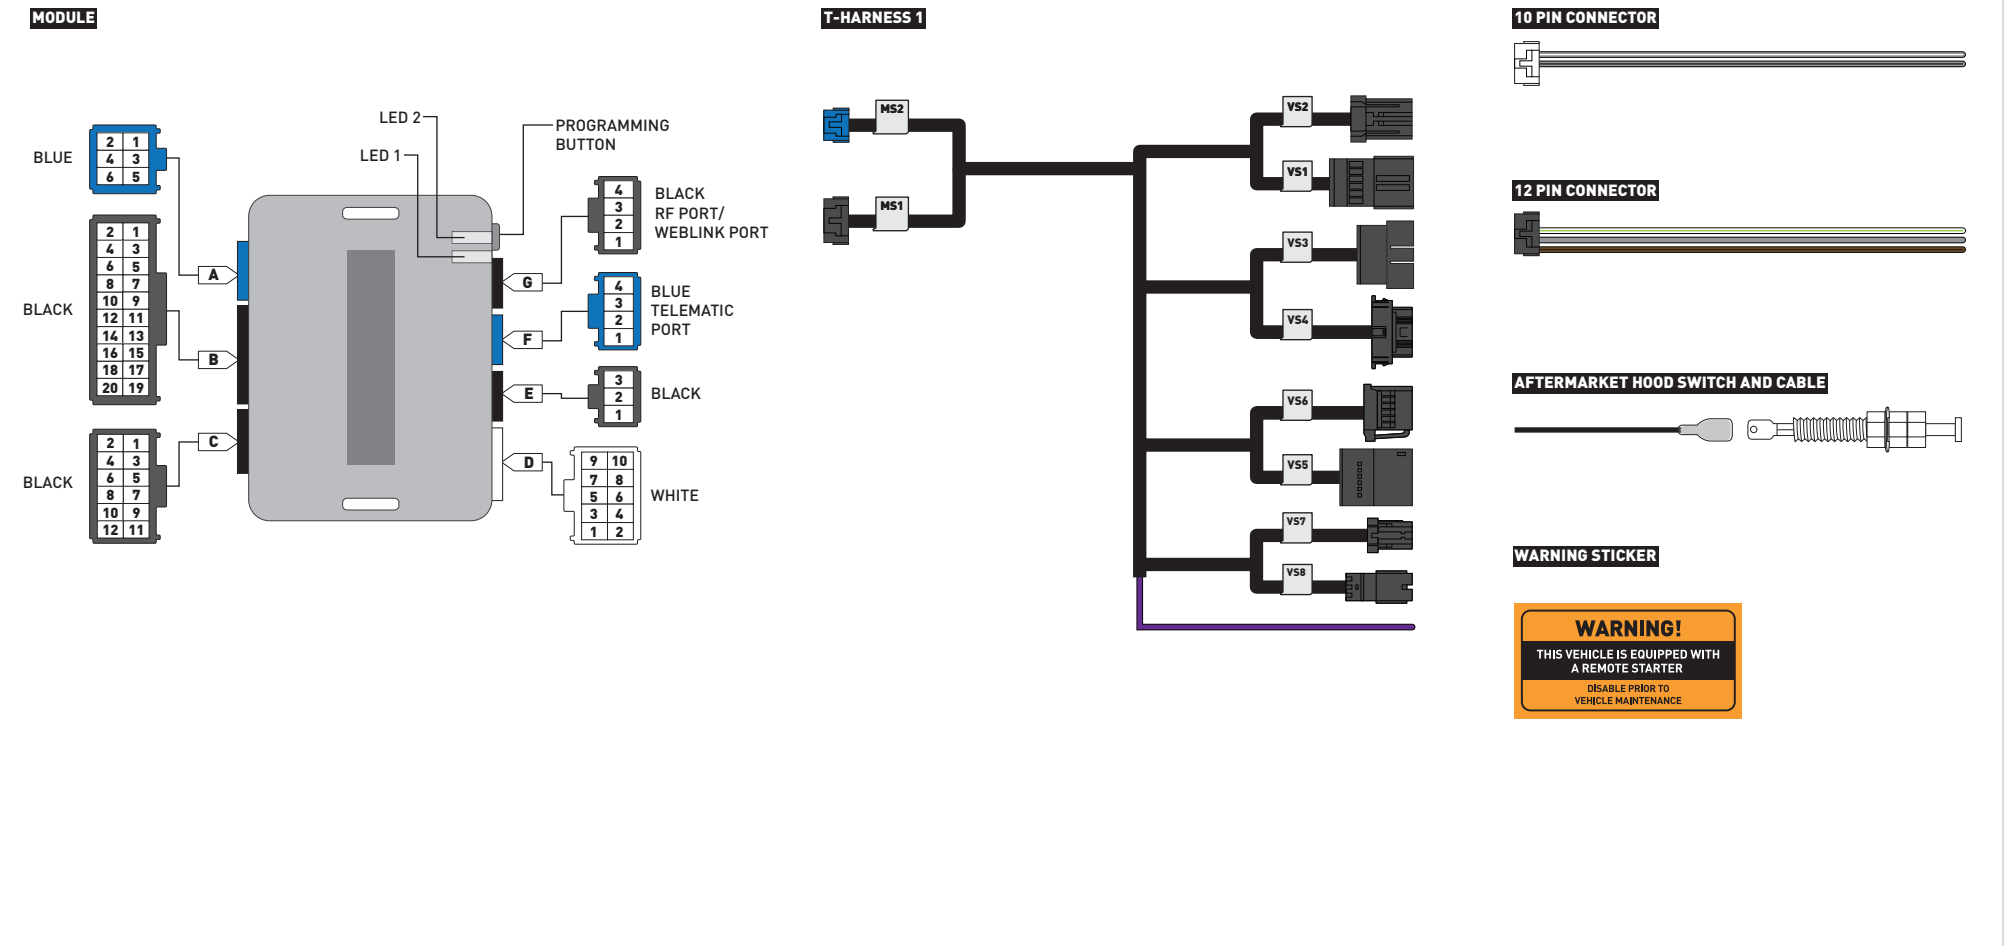 MODULE
LED 2
LED 1
PROGRAMMING
BUTTON
BLUE
2 1
4 3
6 5
A
BLACK
2 1
4 3
6 5
8 7
10 9
12 11
14 13
16 15
18 17
20 19
B
BLACK
2 1
4 3
6 5
8 7
10 9
12 11
C
G
4
3
2
1
BLACK
RF PORT/
WEBLINK PORT
F
4
3
2
1
BLUE
TELEMATIC
PORT
E
3
2
1
BLACK
D
9 10
7 8
5 6
3 4
1 2
WHITE
T-HARNESS 1
MS2
MS1
VS2
VS1
VS3
VS4
VS6
VS5
VS7
VS8
10 PIN CONNECTOR
12 PIN CONNECTOR
AFTERMARKET HOOD SWITCH AND CABLE
WARNING STICKER
WARNING!
THIS VEHICLE IS EQUIPPED WITH
A REMOTE STARTER
DISABLE PRIOR TO
VEHICLE MAINTENANCE